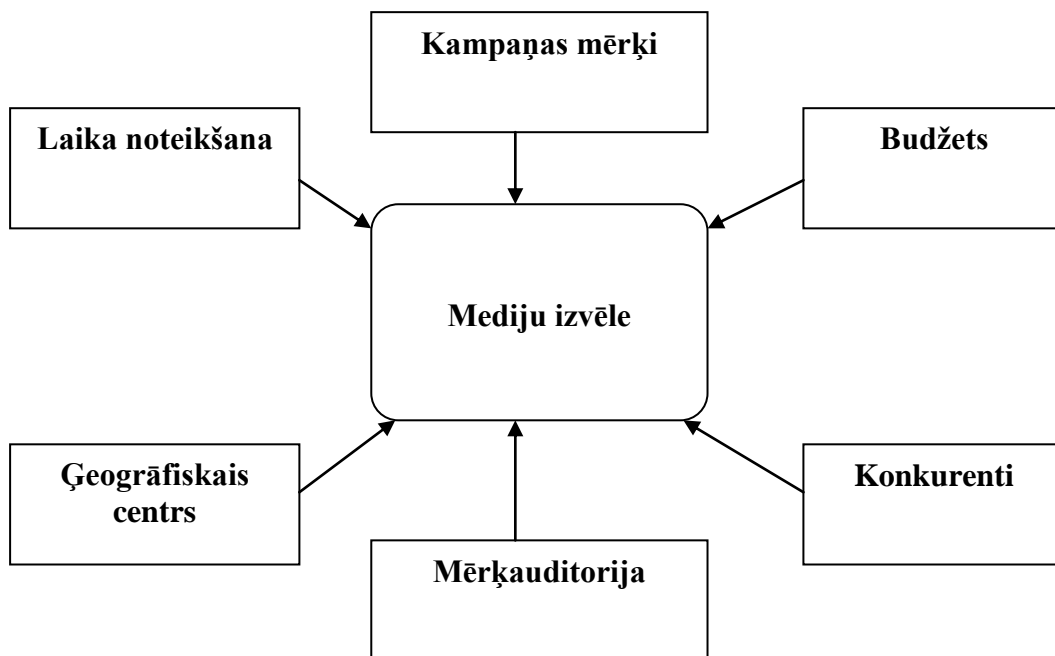 Kampaņas mērķi
Laika noteikšana
Budžets
Mediju izvēle
Ģeogrāfiskais
centrs
Konkurenti
Mērķauditorija